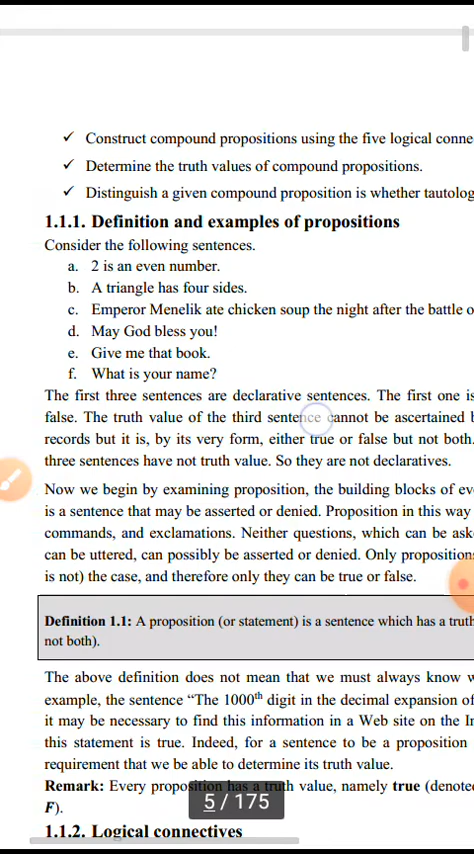 ✓ Construct compound propositions using the five logical conne
✓ Determine the truth values of compound propositions.
✓ Distinguish a given compound proposition is whether tautolog
1.1.1. Definition and examples of propositions
Consider the following sentences.
a. 2 is an even number.
b. A triangle has four sides.
c. Emperor Menelik ate chicken soup the night after the battle o
d. May God bless you!
e. Give me that book.
f. What is your name?
The first three sentences are declarative sentences. The first one is
false. The truth value of the third sentence cannot be ascertained b
records but it is, by its very form, either true or false but not both.
three sentences have not truth value. So they are not declaratives.
Now we begin by examining proposition, the building blocks of ev
is a sentence that may be asserted or denied. Proposition in this way
commands, and exclamations. Neither questions, which can be ask
can be uttered, can possibly be asserted or denied. Only proposition
is not) the case, and therefore only they can be true or false.
Definition 1.1: A proposition (or statement) is a sentence which has a truth
not both).
The above definition does not mean that we must always know w
example, the sentence “The 1000th digit in the decimal expansion of
it may be necessary to find this information in a Web site on the In
this statement is true. Indeed, for a sentence to be a proposition
requirement that we be able to determine its truth value.
Remark: Every proposition has a truth value, namely true (denote
F).
5 / 175
1.1.2. Logical connectives